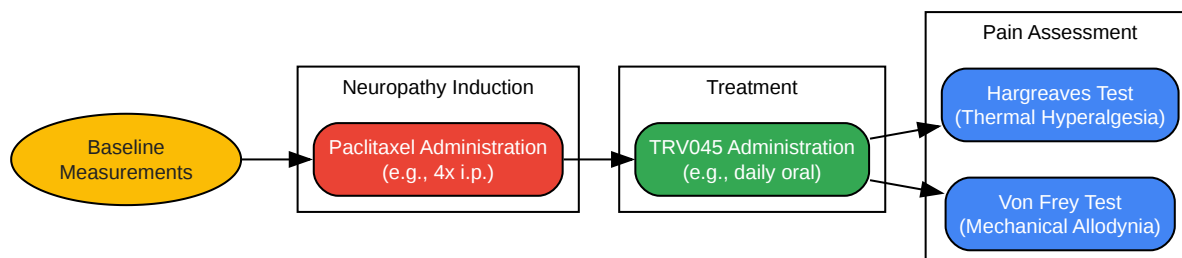 Baseline
Measurements
Neuropathy Induction
Paclitaxel Administration
(e.g., 4x i.p.)
Treatment
TRV045 Administration
(e.g., daily oral)
Pain Assessment
Hargreaves Test
(Thermal Hyperalgesia)
Von Frey Test
(Mechanical Allodynia)